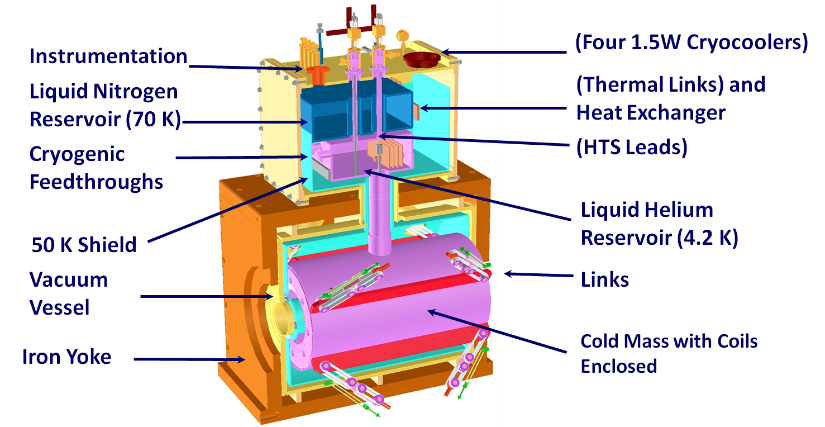 Instrumentation
Liquid Nitrogen
Reservoir (70 K)
Cryogenic
Feedthroughs
50 K Shield
Vacuum
Vessel
Iron Yoke
(Four 1.5W Cryocoolers)
(Thermal Links) and
Heat Exchanger
(HTS Leads)
Liquid Helium
Reservoir (4.2 K)
Links
Cold Mass with Coils
Enclosed